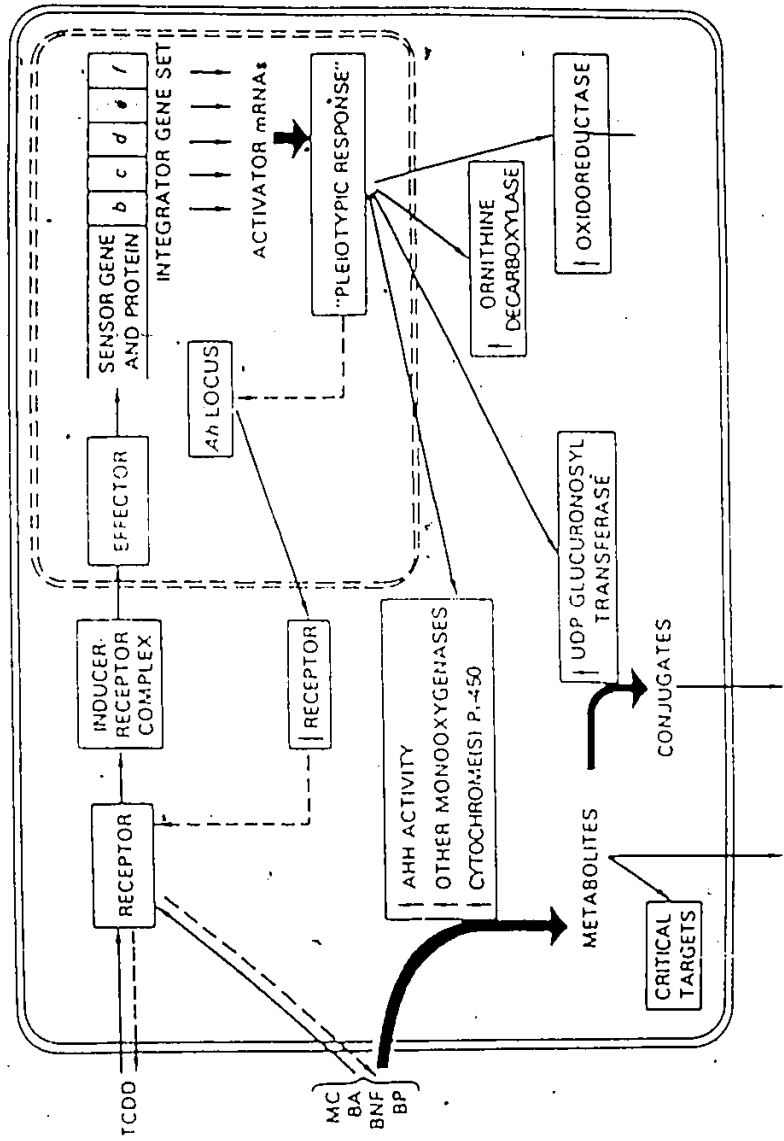 TCDD
MC
BA
BNF
BP
RECEPTOR
INDUCER-
RECEPTOR
COMPLEX
EFFECTOR
SENSOR GENE
AND PROTEIN
b c d e f
INTEGRATOR GENE SET
ACTIVATOR mRNAs
"PLEIOTYPIC RESPONSE"
Ah LOCUS
RECEPTOR
AHH ACTIVITY
OTHER MONOOXYGENASES
CYTOCHROME(S) P1-450
UDP GLUCURONOSYL
TRANSFERASE
ORNITHINE
DECARBOXYLASE
OXIDOREDUCTASE
METABOLITES
CONJUGATES
CRITICAL
TARGETS